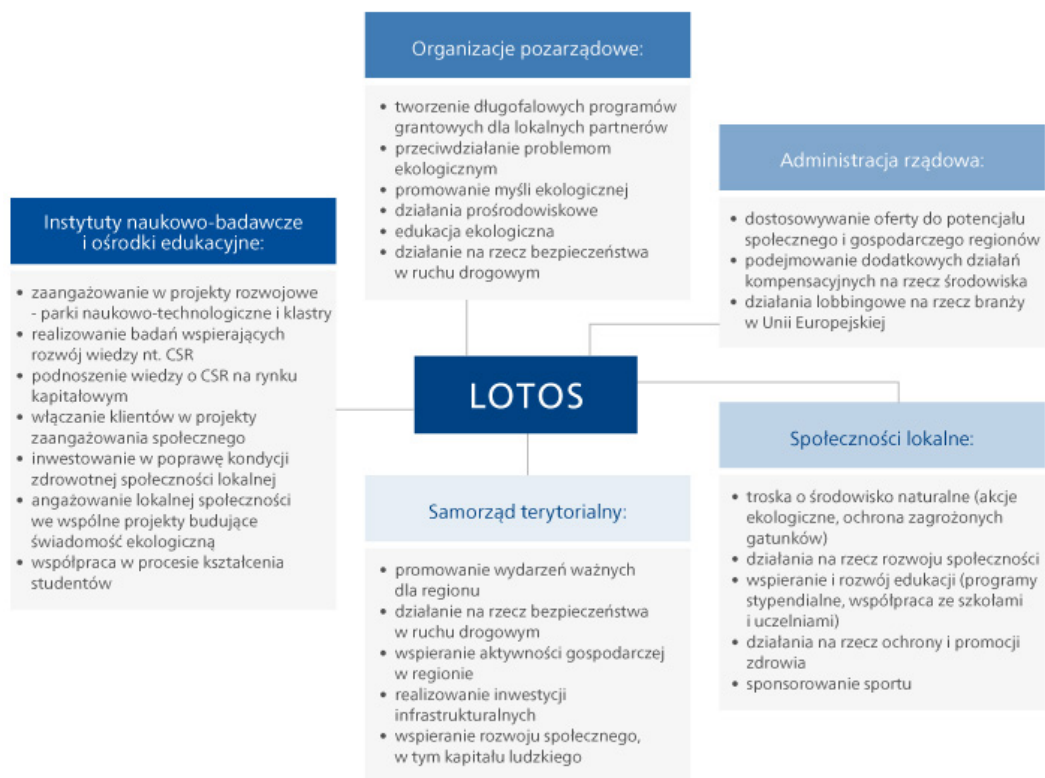 Organizacje pozarządowe:
• tworzenie długofalowych programów
grantowych dla lokalnych partnerów
• przeciwdziałanie problemom
ekologicznym
• promowanie myśli ekologicznej
• działania prośrodowiskowe
• edukacja ekologiczna
• działanie na rzecz bezpieczeństwa
w ruchu drogowym
Administracja rządowa:
• dostosowywanie oferty do potencjału
społecznego i gospodarczego regionów
• podejmowanie dodatkowych działań
kompensacyjnych na rzecz środowiska
• działania lobbingowe na rzecz branży
w Unii Europejskiej
Instytuty naukowo-badawcze
i ośrodki edukacyjne:
• zaangażowanie w projekty rozwojowe
- parki naukowo-technologiczne i klastry
• realizowanie badań wspierających
rozwój wiedzy nt. CSR
• podnoszenie wiedzy o CSR na rynku
kapitałowym
• włączanie klientów w projekty
zaangażowania społecznego
• inwestowanie w poprawę kondycji
zdrowotnej społeczności lokalnej
• angażowanie lokalnej społeczności
we wspólne projekty budujące
świadomość ekologiczną
• współpraca w procesie kształcenia
studentów
LOTOS
Społeczności lokalne:
• troska o środowisko naturalne (akcje
ekologiczne, ochrona zagrożonych
gatunków)
• działania na rzecz rozwoju społeczności
• wspieranie i rozwój edukacji (programy
stypendialne, współpraca ze szkołami
i uczelniami)
• działania na rzecz ochrony i promocji
zdrowia
• sponsorowanie sportu
Samorząd terytorialny:
• promowanie wydarzeń ważnych
dla regionu
• działanie na rzecz bezpieczeństwa
w ruchu drogowym
• wspieranie aktywności gospodarczej
w regionie
• realizowanie inwestycji
infrastrukturalnych
• wspieranie rozwoju społecznego,
w tym kapitału ludzkiego